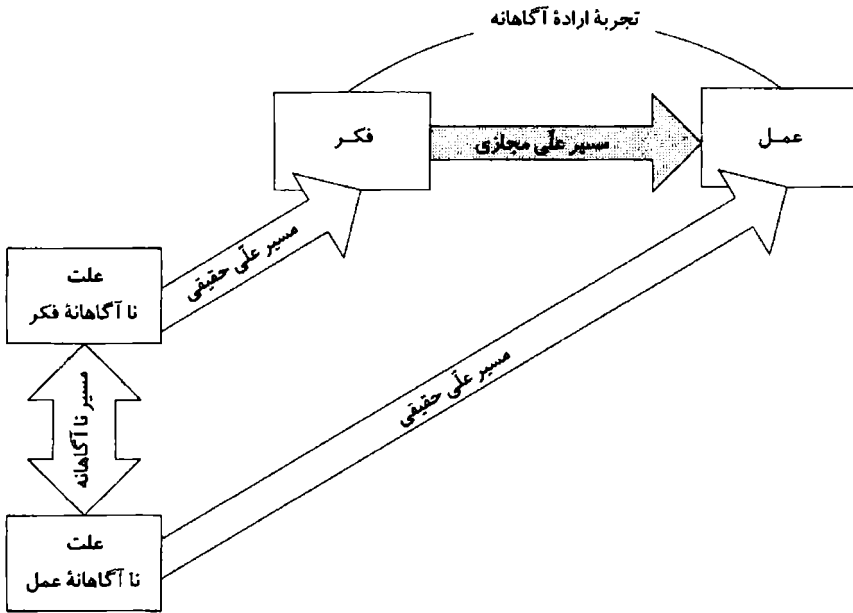 تجربهٔ ارادهٔ آگاهانه
عمـل
فکـر
مسیر علّی مجازی
مسیر علّی حقیقی
علت
نا آگاهانهٔ فکر
مسیر علّی حقیقی
مسیر نا آگاهانه
علت
نا آگاهانهٔ عمل